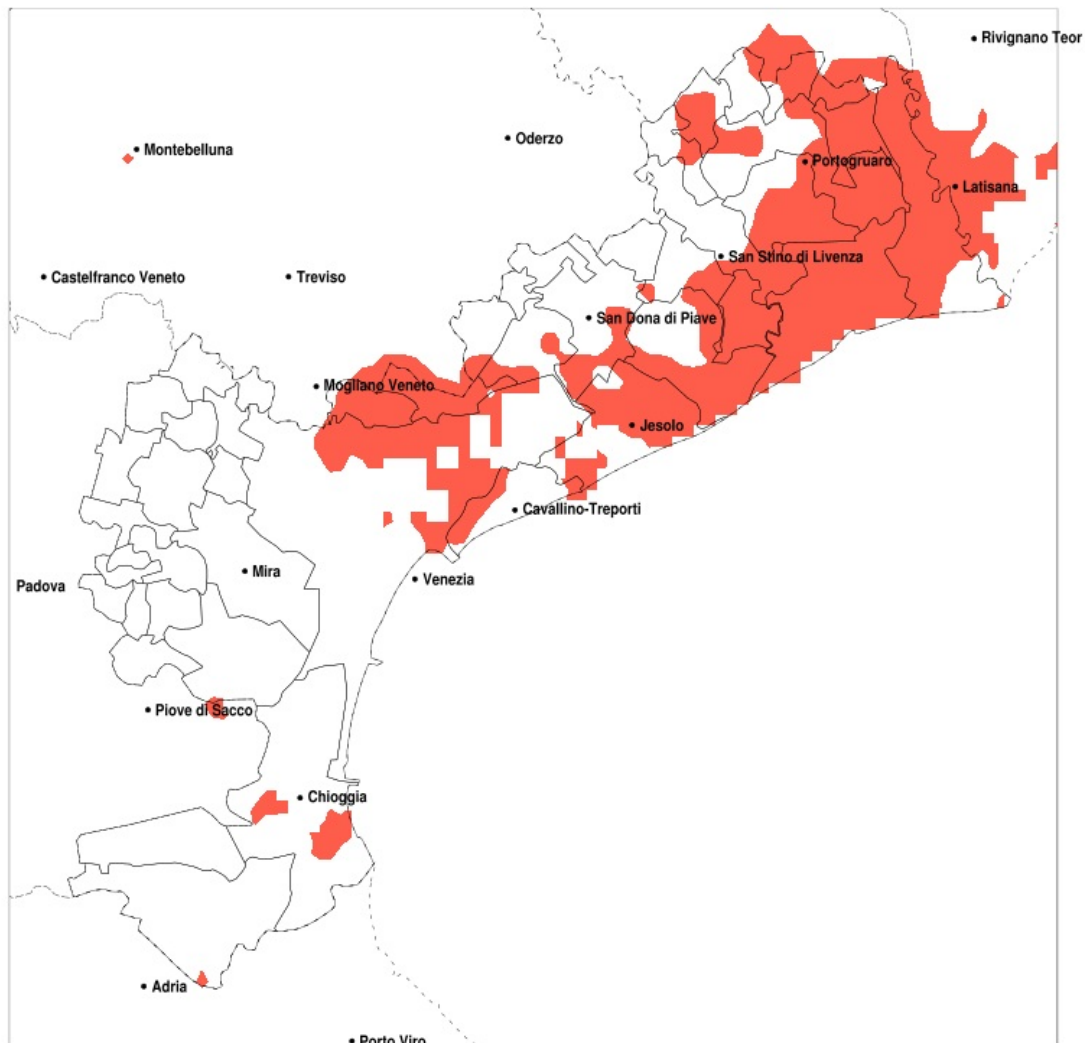 Rivignano Teor
Oderzo
Montebelluna
Portogruaro
Latisana
San Stino di Livenza
Castelfranco Veneto
Treviso
San Dona di Piave
Mogliano Veneto
Jesolo
Cavallino-Treporti
Mira
Venezia
Padova
Piove di Sacco
Chioggia
Adria
Porto Viro